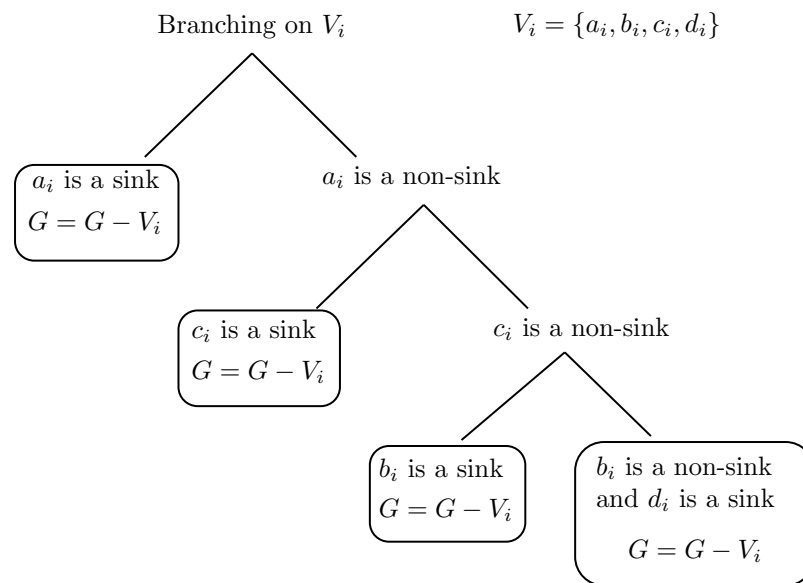 Branching on $V_i$
$V_i = \{a_i, b_i, c_i, d_i\}$
$a_i$ is a sink
$G = G - V_i$
$a_i$ is a non-sink
$c_i$ is a sink
$G = G - V_i$
$c_i$ is a non-sink
$b_i$ is a sink
$G = G - V_i$
$b_i$ is a non-sink
and $d_i$ is a sink
$G = G - V_i$